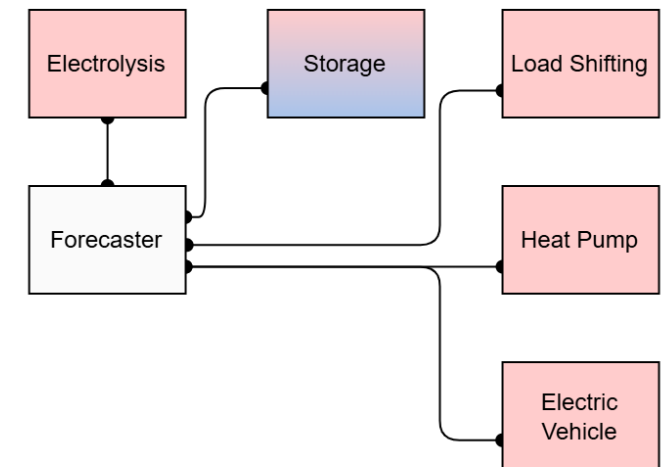 Electrolysis
Storage
Load Shifting
Forecaster
Heat Pump
Electric
Vehicle